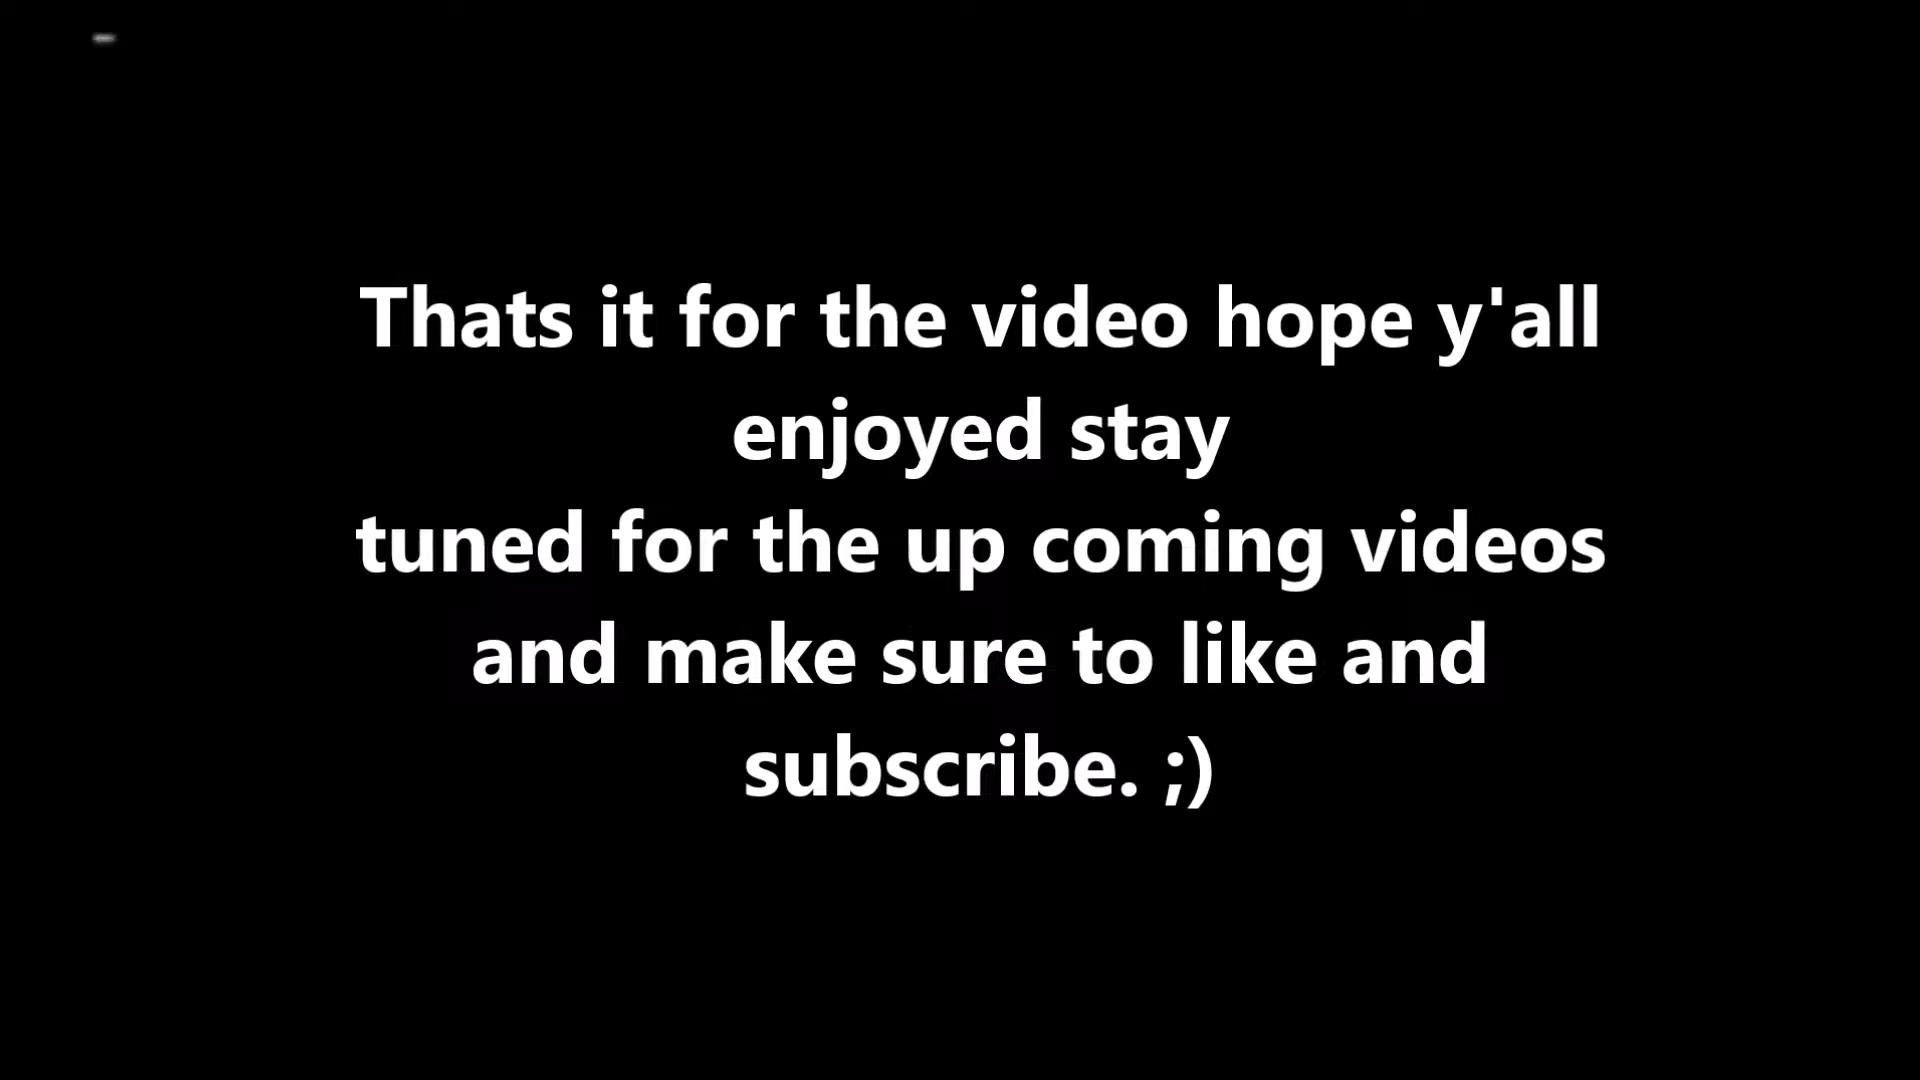 Thats it for the video hope y'all
enjoyed stay
tuned for the up coming videos
and make sure to like and
subscribe. ;)